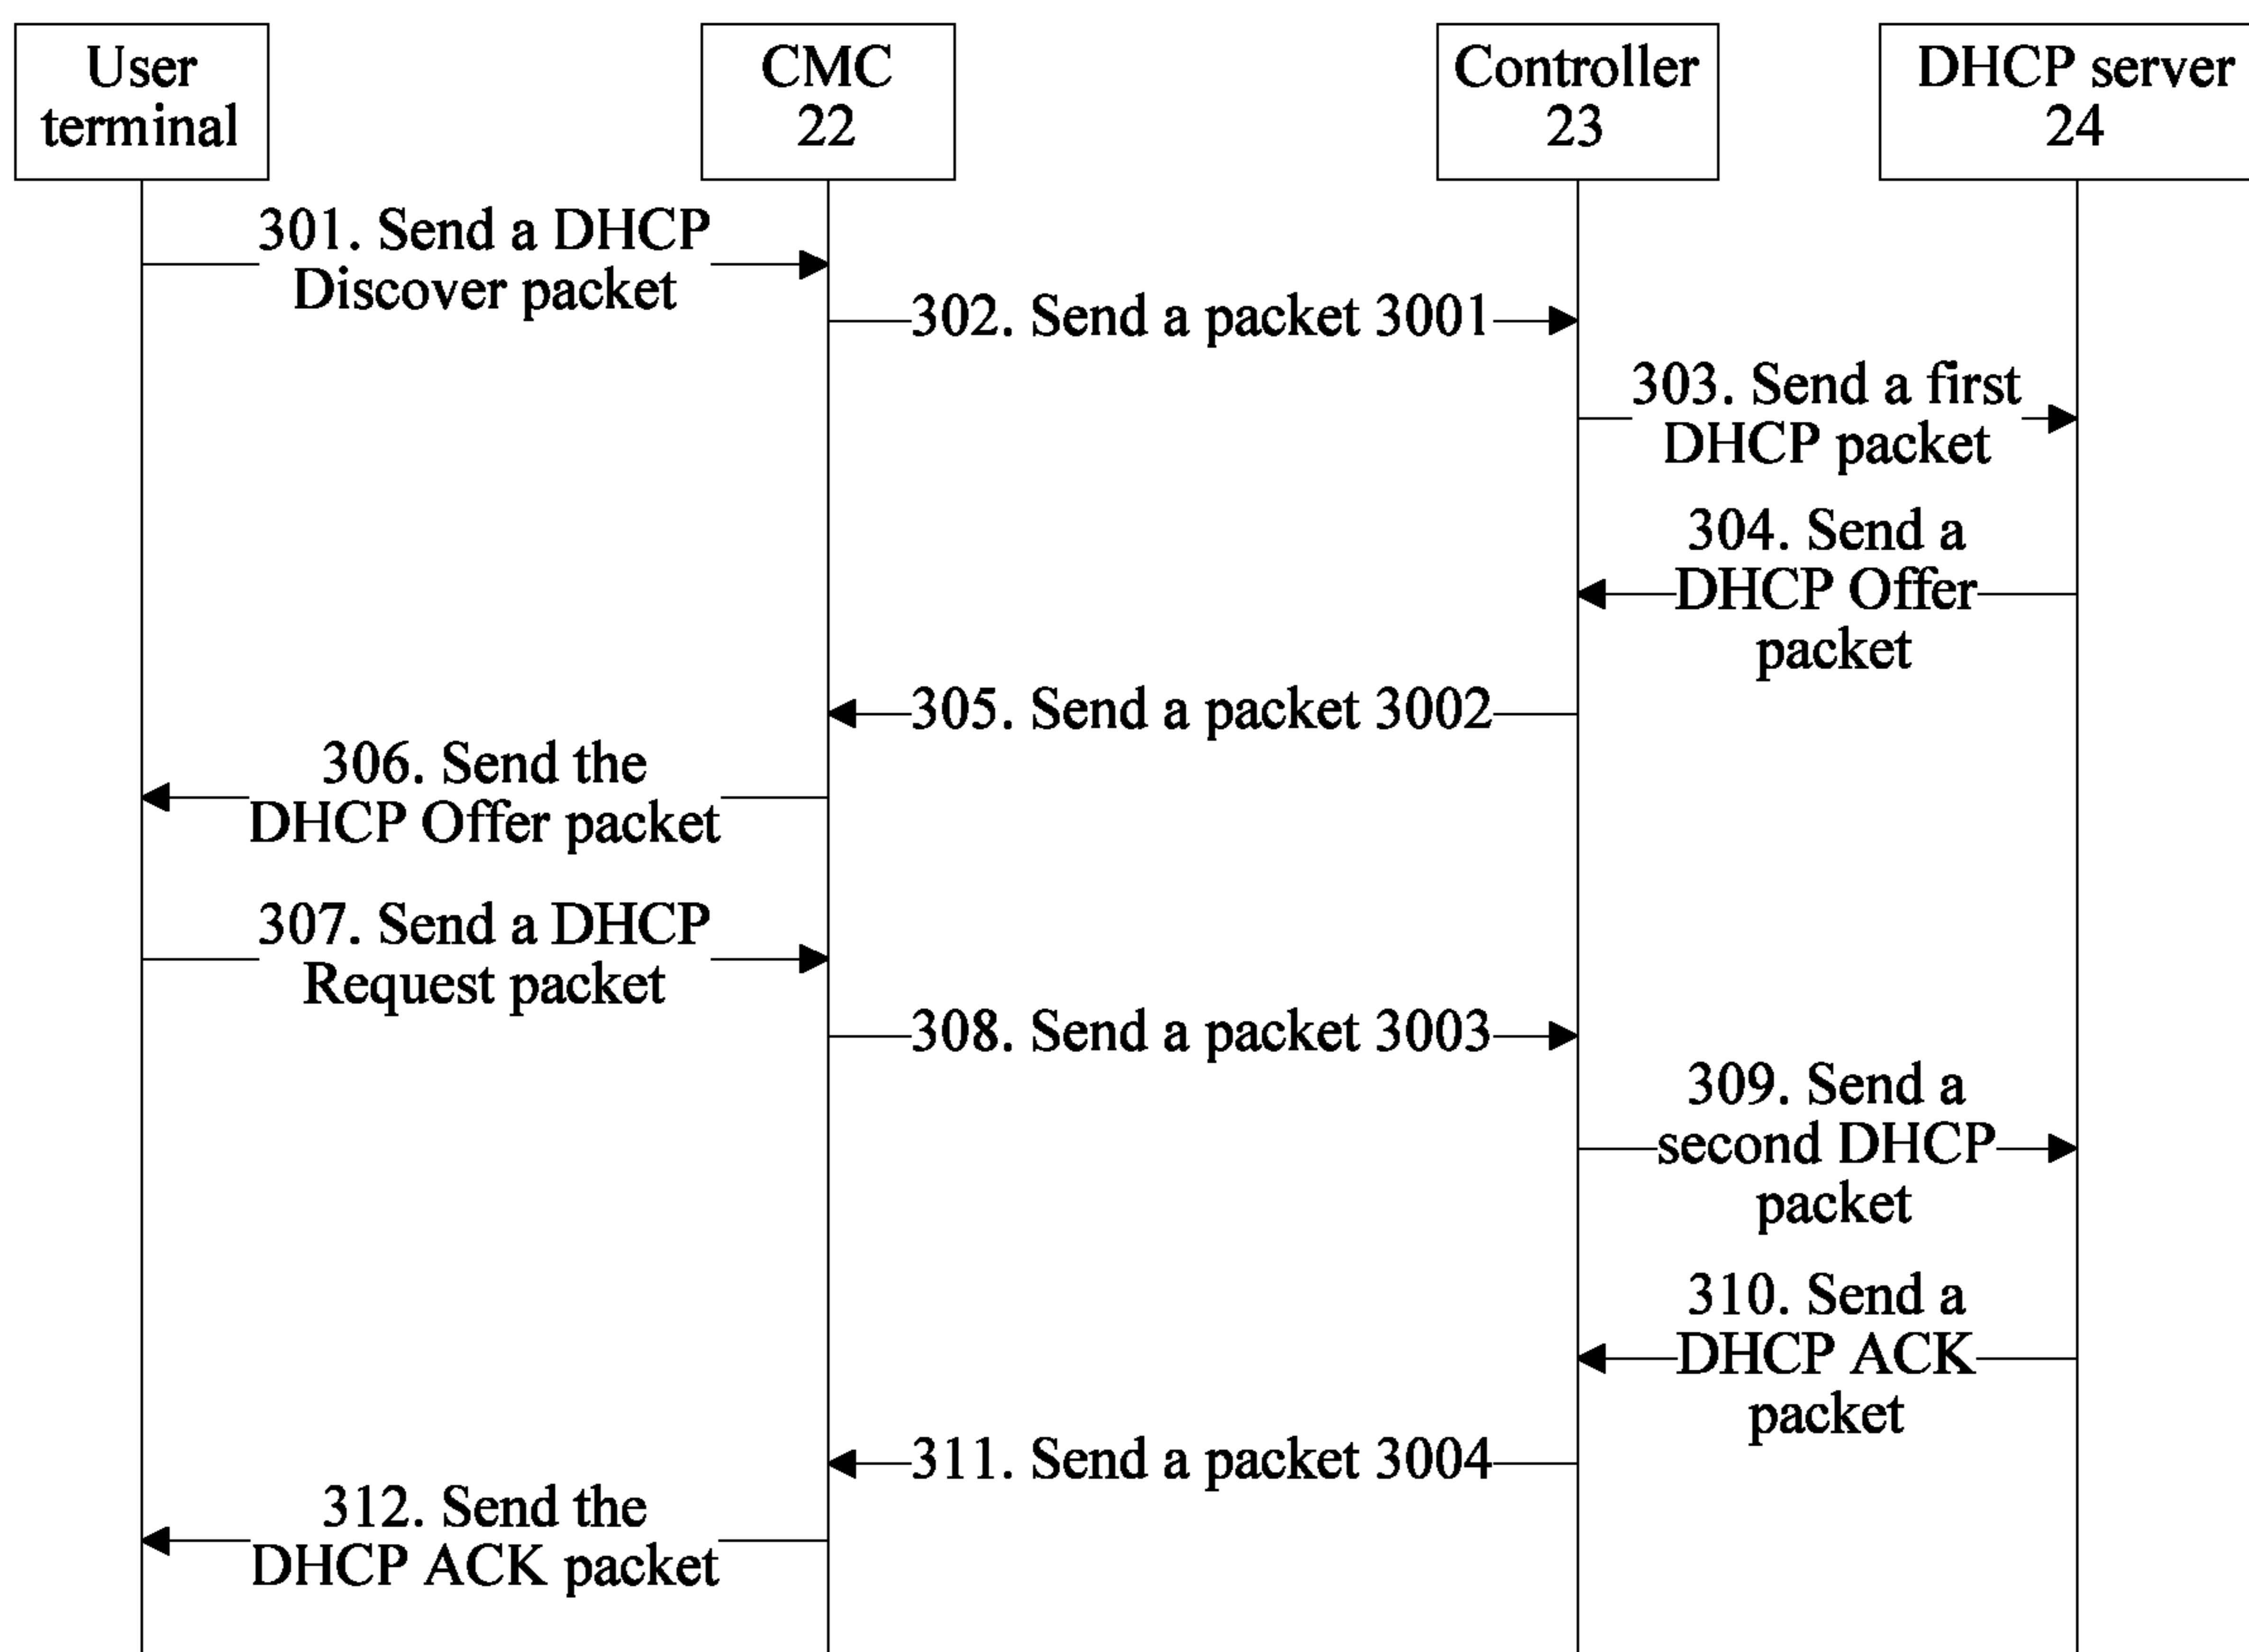 User
terminal
CMC
22
Controller
23
DHCP server
24
301. Send a DHCP
Discover packet
302. Send a packet 3001
303. Send a first
DHCP packet
304. Send a
DHCP Offer
packet
305. Send a packet 3002
306. Send the
DHCP Offer packet
307. Send a DHCP
Request packet
308. Send a packet 3003
309. Send a
second DHCP
packet
310. Send a
DHCP ACK
packet
311. Send a packet 3004
312. Send the
DHCP ACK packet